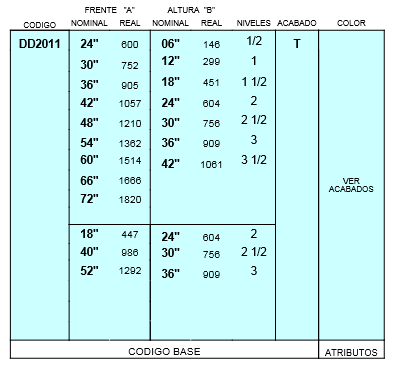 FRENTE "A" ALTURA "B"
CODIGO NOMINAL REAL NOMINAL REAL NIVELES ACABADO COLOR
DD2011 24" 600 06" 146 1/2 T
30" 752 12" 299 1
36" 905 18" 451 1 1/2
42" 1057 24" 604 2
48" 1210 30" 756 2 1/2
54" 1362 36" 909 3
60" 1514 42" 1061 3 1/2
66" 1666 VER
72" 1820 ACABADOS
18" 447 24" 604 2
40" 986 30" 756 2 1/2
52" 1292 36" 909 3
CODIGO BASE ATRIBUTOS